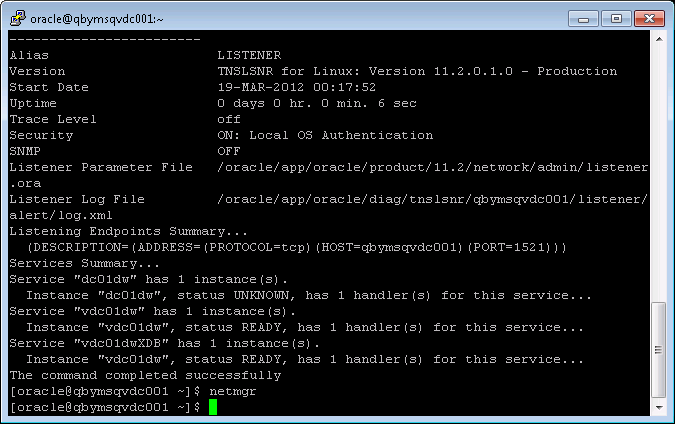 oracle@qbymsqvdc001:~
------------------------
Alias                     LISTENER
Version                   TNSLSNR for Linux: Version 11.2.0.1.0 - Production
Start Date                19-MAR-2012 00:17:52
Uptime                    0 days 0 hr. 0 min. 6 sec
Trace Level               off
Security                  ON: Local OS Authentication
SNMP                      OFF
Listener Parameter File   /oracle/app/oracle/product/11.2/network/admin/listener
.ora
Listener Log File         /oracle/app/oracle/diag/tnslsnr/qbymsqvdc001/listener/
alert/log.xml
Listening Endpoints Summary...
  (DESCRIPTION=(ADDRESS=(PROTOCOL=tcp)(HOST=qbymsqvdc001)(PORT=1521)))
Services Summary...
Service "dc01dw" has 1 instance(s).
  Instance "dc01dw", status UNKNOWN, has 1 handler(s) for this service...
Service "vdc01dw" has 1 instance(s).
  Instance "vdc01dw", status READY, has 1 handler(s) for this service...
Service "vdc01dwXDB" has 1 instance(s).
  Instance "vdc01dw", status READY, has 1 handler(s) for this service...
The command completed successfully
[oracle@qbymsqvdc001 ~]$ netmgr
[oracle@qbymsqvdc001 ~]$